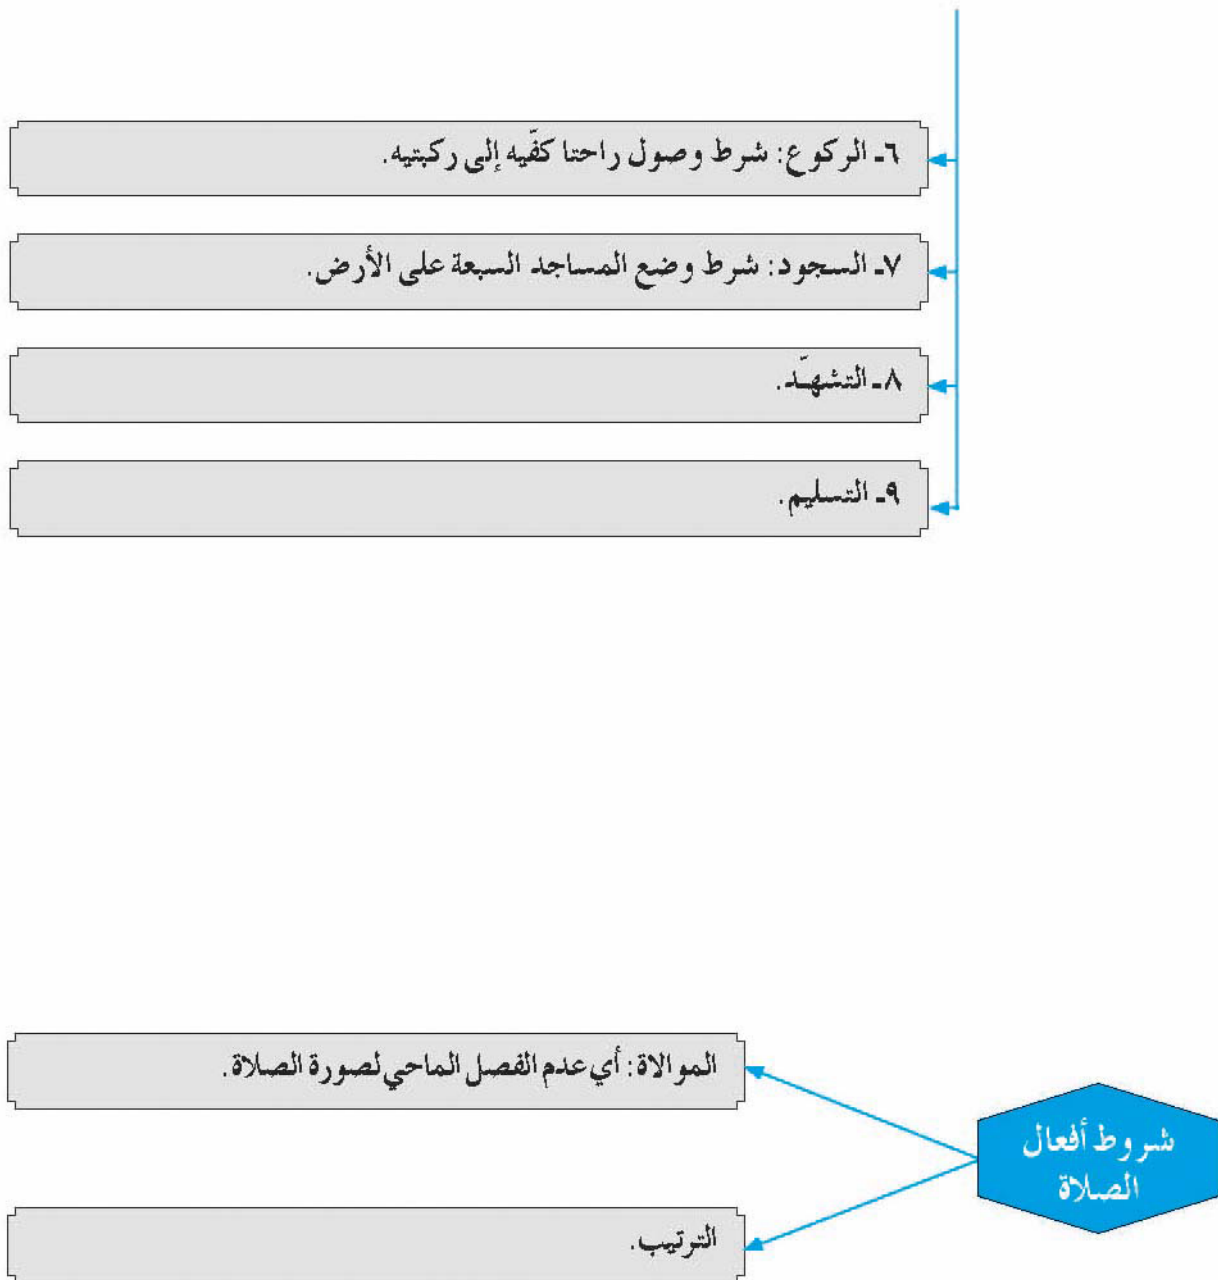 ٦ـ الركوع: شرط وصول راحتا كفّيه إلى ركبتيه.
٧ـ السجود: شرط وضع المساجد السبعة على الأرض.
٨ـ التشهّد.
٩ـ التسليم.
شروط أفعال
الصلاة
الموالاة: أي عدم الفصل الماحي لصورة الصلاة.
الترتيب.